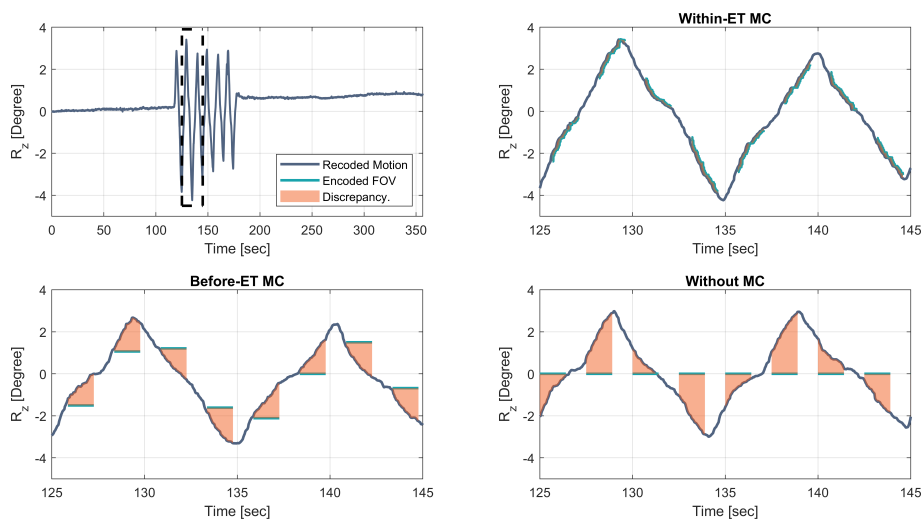 4
2
0
-2
-4
R_z [Degree]
0 50 100 150 200 250 300 350
Time [sec]
Recoded Motion
Encoded FOV
Discrepancy.
Within-ET MC
4
2
0
-2
-4
R_z [Degree]
125 130 135 140 145
Time [sec]
Before-ET MC
4
2
0
-2
-4
R_z [Degree]
125 130 135 140 145
Time [sec]
Without MC
4
2
0
-2
-4
R_z [Degree]
125 130 135 140 145
Time [sec]